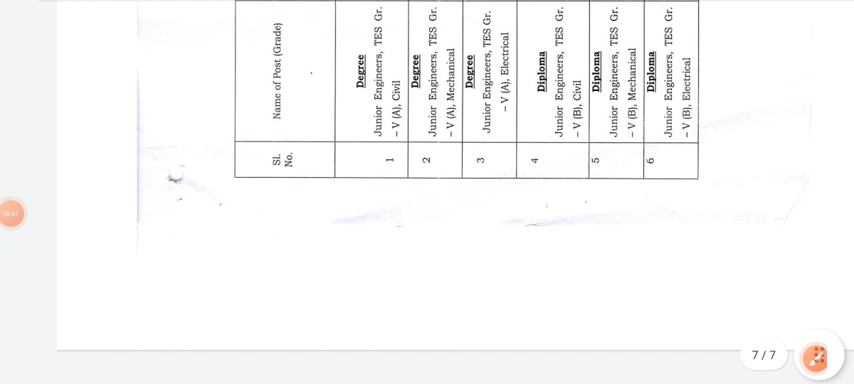 Sl.
No.
Name of Post (Grade)
1
Degree
Junior Engineers, TES Gr.
– V (A), Civil
2
Degree
Junior Engineers, TES Gr.
– V (A), Mechanical
3
Degree
Junior Engineers, TES Gr.
– V (A), Electrical
4
Diploma
Junior Engineers, TES Gr.
– V (B), Civil
5
Diploma
Junior Engineers, TES Gr.
– V (B), Mechanical
6
Diploma
Junior Engineers, TES Gr.
– V (B), Electrical
7 / 7